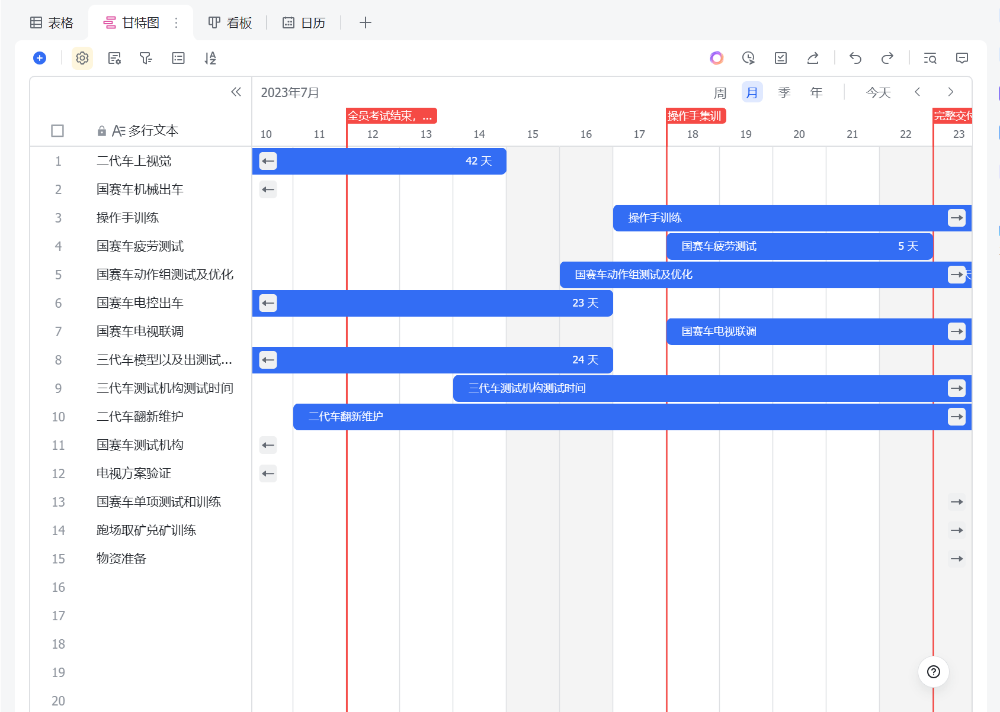 表格
甘特图
看板
日历
2023年7月
周
月
季
年
今天
全员考试结束，...
操作手集训
完整交付
多行文本
10 11 12 13 14 15 16 17 18 19 20 21 22 23
1 二代车上视觉 42 天
2 国赛车机械出车
3 操作手训练 操作手训练
4 国赛车疲劳测试 国赛车疲劳测试 5 天
5 国赛车动作组测试及优化 国赛车动作组测试及优化 天
6 国赛车电控出车 23 天
7 国赛车电视联调 国赛车电视联调
8 三代车模型以及出测试... 24 天
9 三代车测试机构测试时间 三代车测试机构测试时间
10 二代车翻新维护 二代车翻新维护
11 国赛车测试机构
12 电视方案验证
13 国赛车单项测试和训练
14 跑场取矿兑矿训练
15 物资准备
16
17
18
19
20